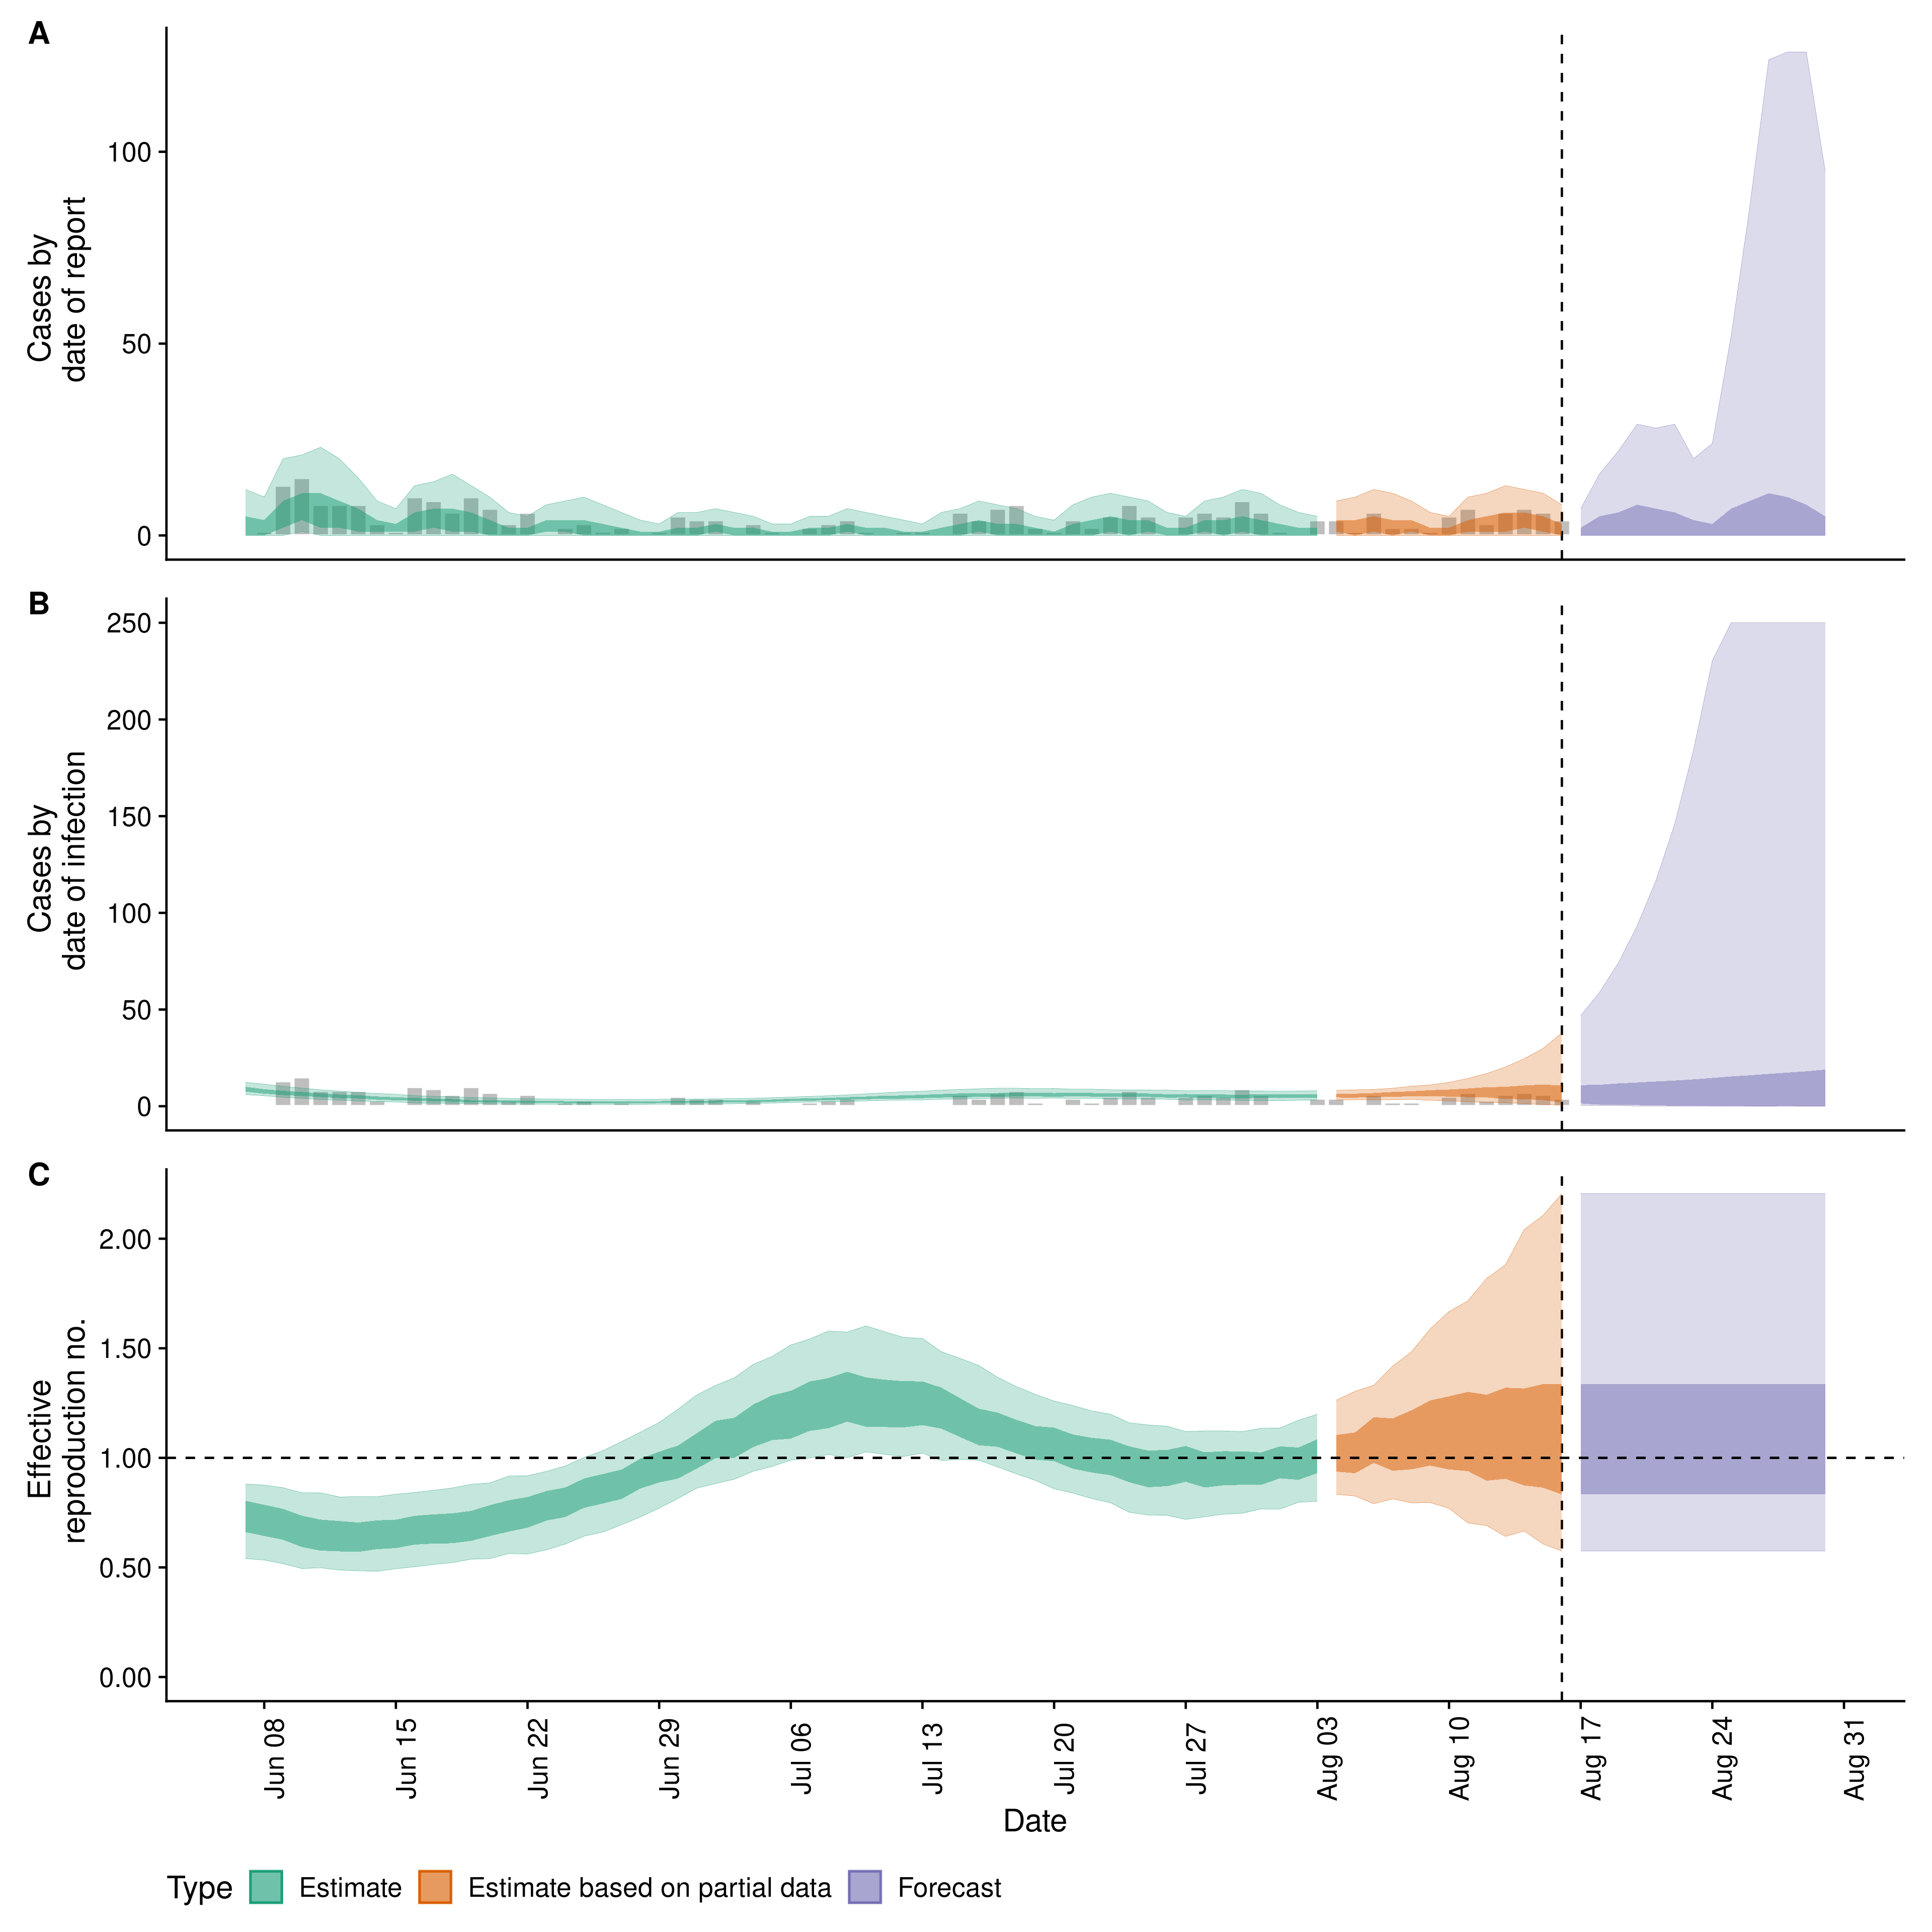 A
Cases by
date of report
100
50
0
B
Cases by
date of infection
250
200
150
100
50
0
C
Effective
reproduction no.
2.00
1.50
1.00
0.50
0.00
Jun 08
Jun 15
Jun 22
Jun 29
Jul 06
Jul 13
Jul 20
Jul 27
Aug 03
Aug 10
Aug 17
Aug 24
Aug 31
Date
Type Estimate Estimate based on partial data Forecast